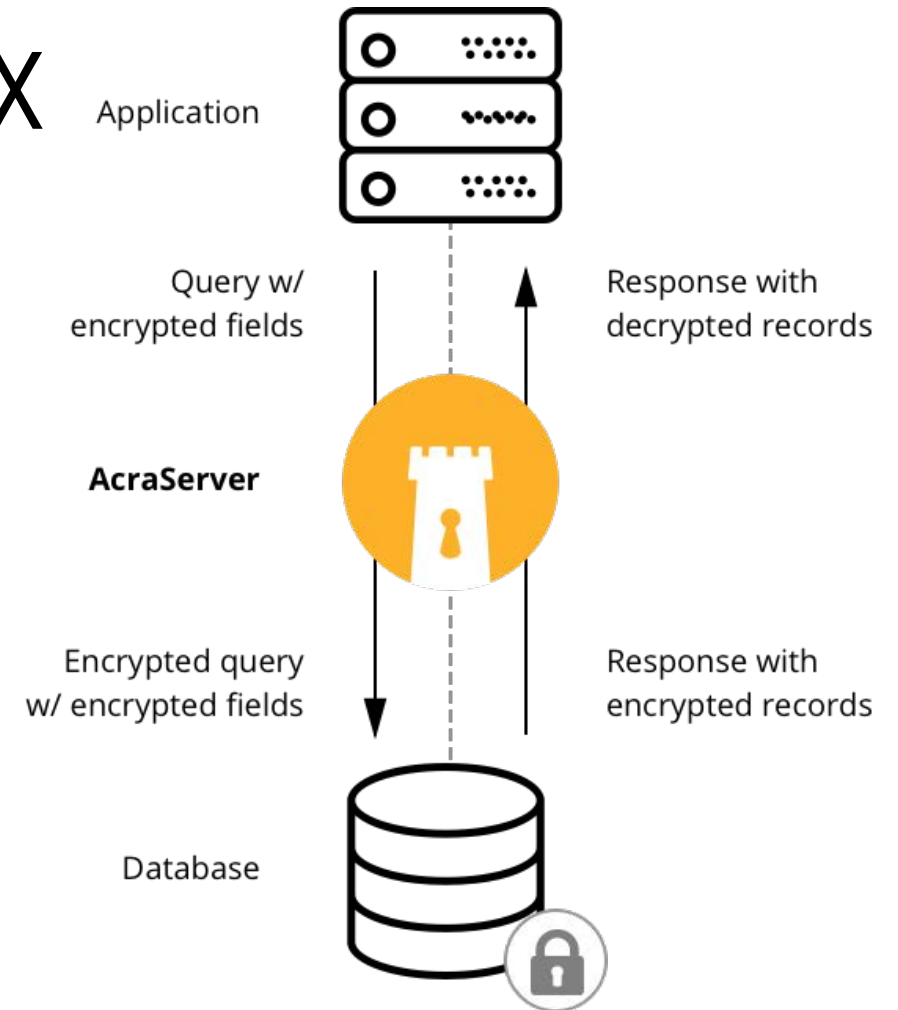 X
Application
Query w/
encrypted fields
Response with
decrypted records
AcraServer
Encrypted query
w/ encrypted fields
Response with
encrypted records
Database